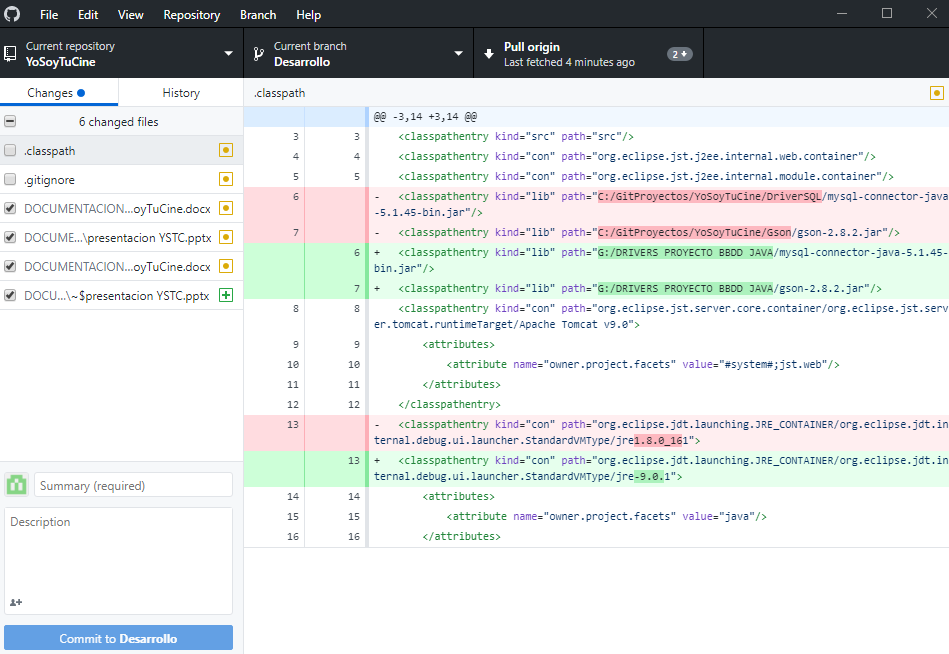 File Edit View Repository Branch Help
Current repository
YoSoyTuCine
Current branch
Desarrollo
Pull origin
Last fetched 4 minutes ago
2
Changes
History
.classpath
6 changed files
.classpath
.gitignore
DOCUMENTACION...oyTuCine.docx
DOCUME...\presentacion YSTC.pptx
DOCUMENTACION...oyTuCine.docx
DOCU...\~$presentacion YSTC.pptx
Summary (required)
Description
Commit to Desarrollo
@@ -3,14 +3,14 @@
3 3 <classpathentry kind="src" path="src"/>
4 4 <classpathentry kind="con" path="org.eclipse.jst.j2ee.internal.web.container"/>
5 5 <classpathentry kind="con" path="org.eclipse.jst.j2ee.internal.module.container"/>
6 - <classpathentry kind="lib" path="C:/GitProyectos/YoSoyTuCine/DriverSQL/mysql-connector-java
-5.1.45-bin.jar"/>
7 - <classpathentry kind="lib" path="C:/GitProyectos/YoSoyTuCine/Gson/gson-2.8.2.jar"/>
6 + <classpathentry kind="lib" path="G:/DRIVERS PROYECTO BBDD JAVA/mysql-connector-java-5.1.45-
bin.jar"/>
7 + <classpathentry kind="lib" path="G:/DRIVERS PROYECTO BBDD JAVA/gson-2.8.2.jar"/>
8 8 <classpathentry kind="con" path="org.eclipse.jst.server.core.container/org.eclipse.jst.serv
er.tomcat.runtimeTarget/Apache Tomcat v9.0">
9 9 <attributes>
10 10 <attribute name="owner.project.facets" value="#system#;jst.web"/>
11 11 </attributes>
12 12 </classpathentry>
13 - <classpathentry kind="con" path="org.eclipse.jdt.launching.JRE_CONTAINER/org.eclipse.jdt.in
ternal.debug.ui.launcher.StandardVMType/jre1.8.0_161">
13 + <classpathentry kind="con" path="org.eclipse.jdt.launching.JRE_CONTAINER/org.eclipse.jdt.in
ternal.debug.ui.launcher.StandardVMType/jre-9.0.1">
14 14 <attributes>
15 15 <attribute name="owner.project.facets" value="java"/>
16 16 </attributes>